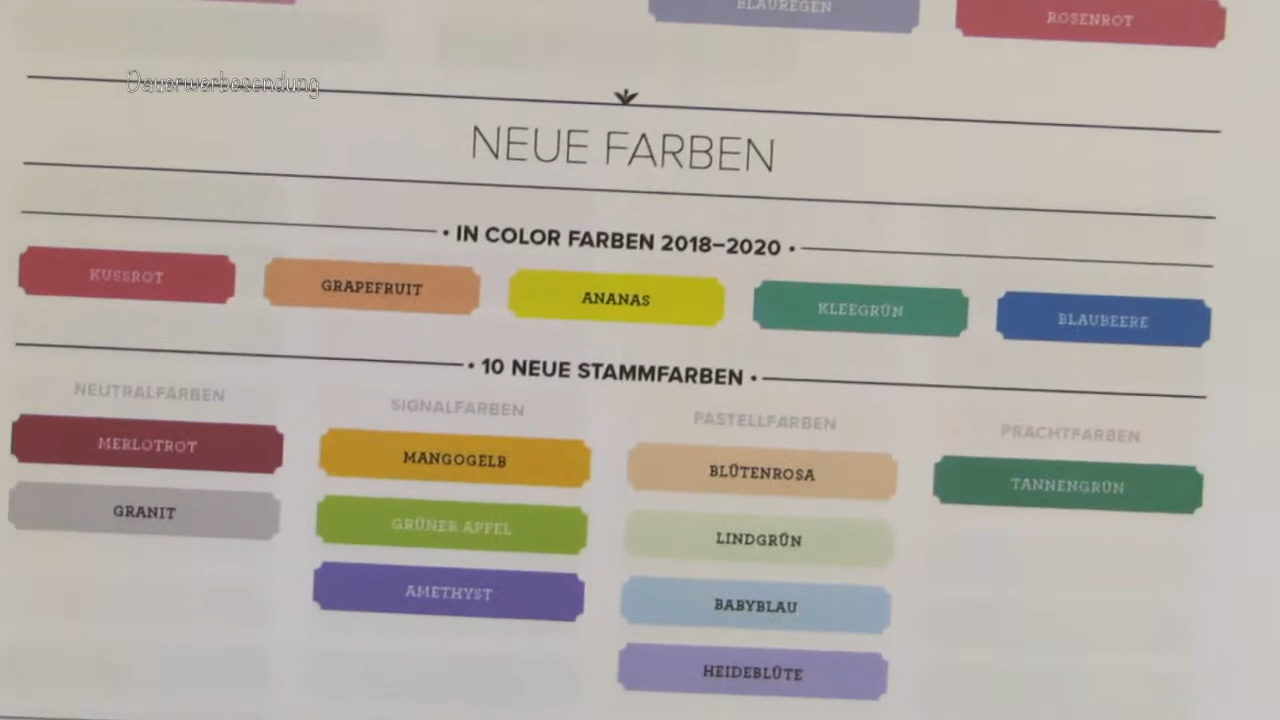 BLAUREGEN
ROSENROT
Dauerwerbesendung
NEUE FARBEN
• IN COLOR FARBEN 2018–2020 •
KUSSROT
GRAPEFRUIT
ANANAS
KLEEGRÜN
BLAUBEERE
• 10 NEUE STAMMFARBEN •
NEUTRALFARBEN
MERLOTROT
GRANIT
SIGNALFARBEN
MANGOGELB
GRÜNER APFEL
AMETHYST
PASTELLFARBEN
BLÜTENROSA
LINDGRÜN
BABYBLAU
HEIDEBLÜTE
PRACHTFARBEN
TANNENGRÜN